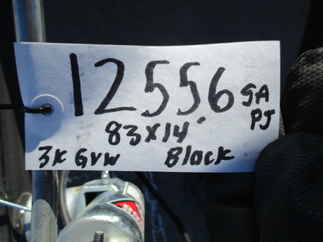 12556 SA
PJ
83x14'
3K GVW Black